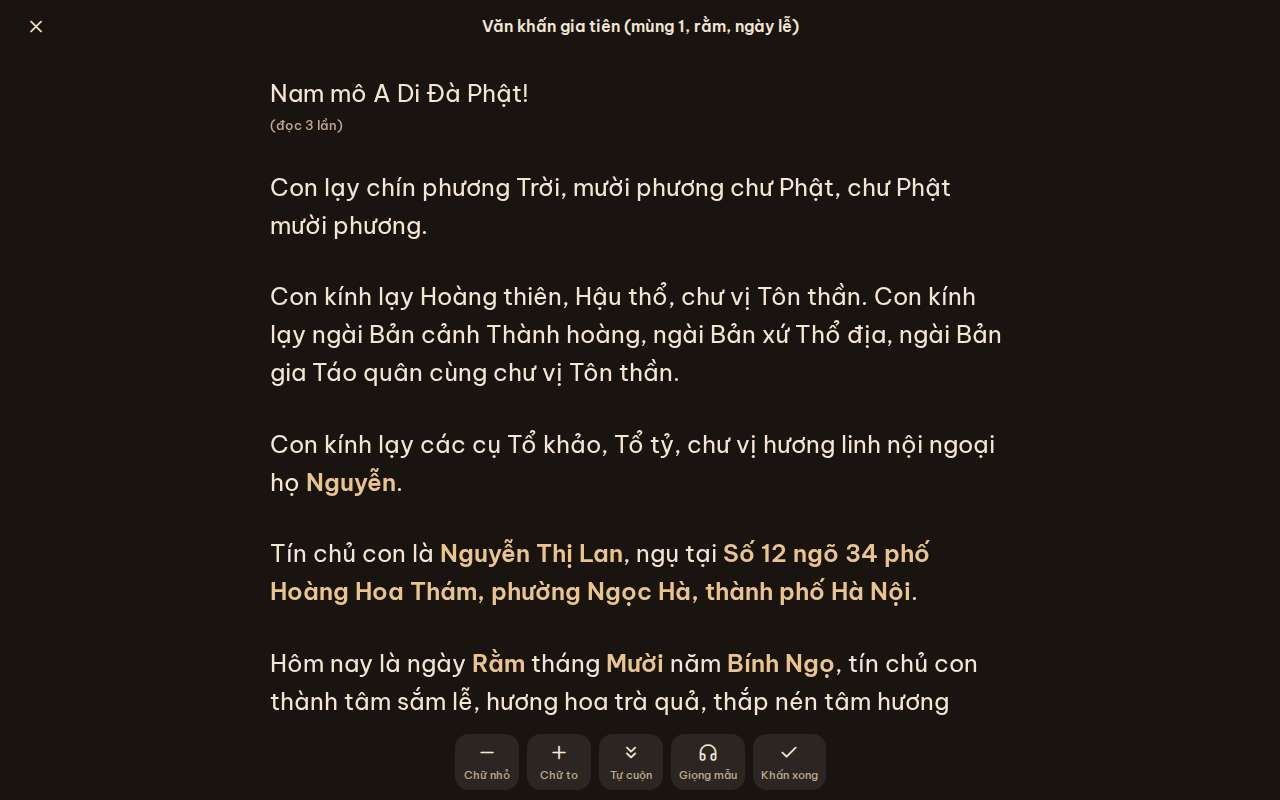 Văn khấn gia tiên (mùng 1, rằm, ngày lễ)
Nam mô A Di Đà Phật!
(đọc 3 lần)
Con lạy chín phương Trời, mười phương chư Phật, chư Phật
mười phương.
Con kính lạy Hoàng thiên, Hậu thổ, chư vị Tôn thần. Con kính
lạy ngài Bản cảnh Thành hoàng, ngài Bản xứ Thổ địa, ngài Bản
gia Táo quân cùng chư vị Tôn thần.
Con kính lạy các cụ Tổ khảo, Tổ tỷ, chư vị hương linh nội ngoại
họ Nguyễn.
Tín chủ con là Nguyễn Thị Lan, ngụ tại Số 12 ngõ 34 phố
Hoàng Hoa Thám, phường Ngọc Hà, thành phố Hà Nội.
Hôm nay là ngày Rằm tháng Mười năm Bính Ngọ, tín chủ con
thành tâm sắm lễ, hương hoa trà quả, thắp nén tâm hương
Chữ nhỏ
Chữ to
Tự cuộn
Giọng mẫu
Khấn xong